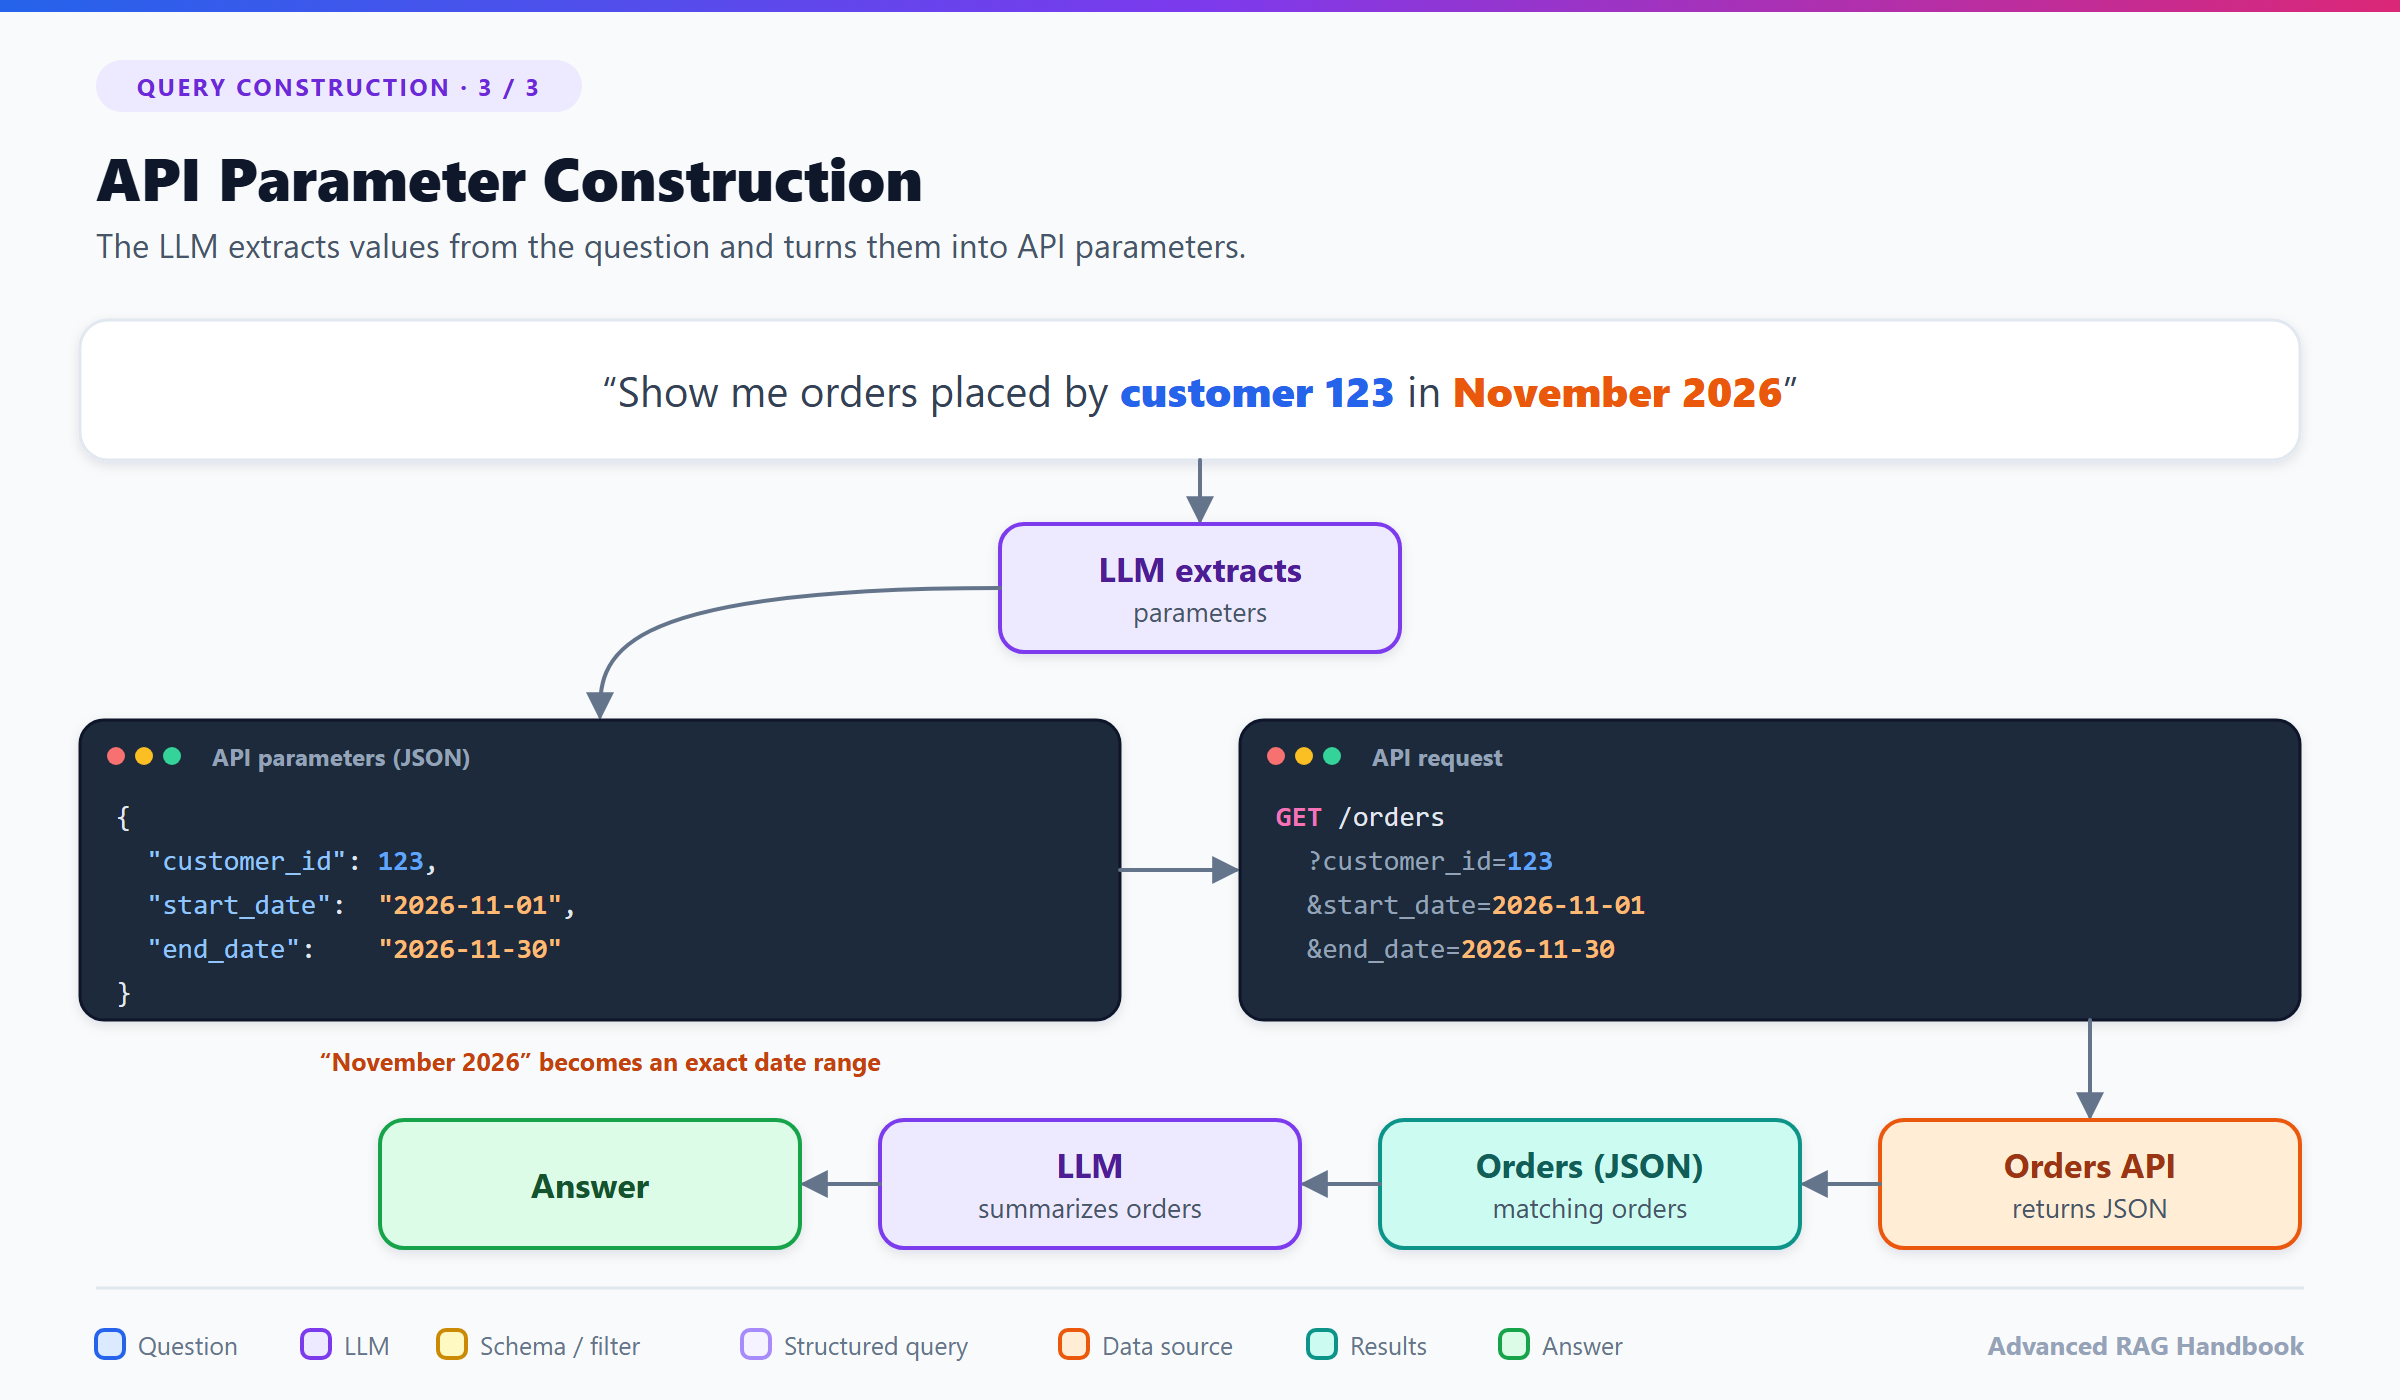 QUERY CONSTRUCTION · 3 / 3
API Parameter Construction
The LLM extracts values from the question and turns them into API parameters.
“Show me orders placed by customer 123 in November 2026”
LLM extracts
parameters
API parameters (JSON)
{
"customer_id": 123,
"start_date": "2026-11-01",
"end_date": "2026-11-30"
}
API request
GET /orders
?customer_id=123
&start_date=2026-11-01
&end_date=2026-11-30
“November 2026” becomes an exact date range
Answer
LLM
summarizes orders
Orders (JSON)
matching orders
Orders API
returns JSON
Question
LLM
Schema / filter
Structured query
Data source
Results
Answer
Advanced RAG Handbook